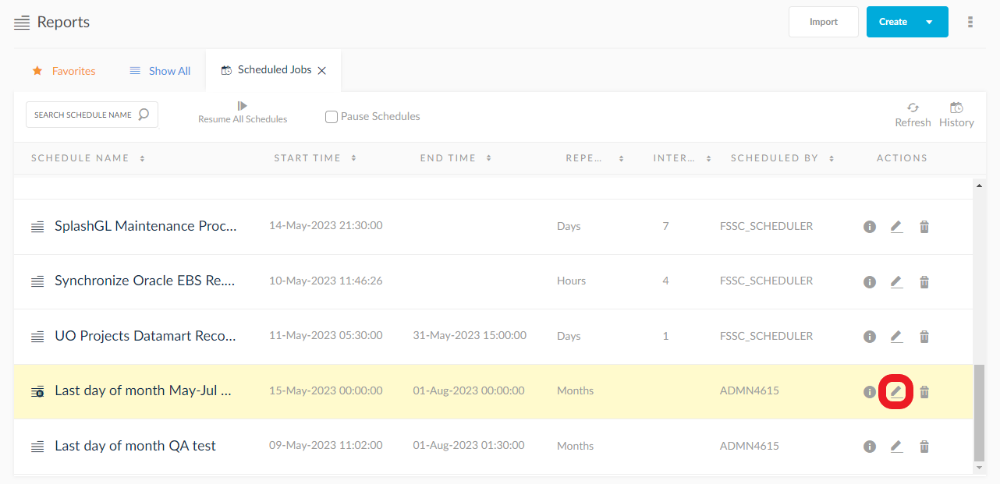 Reports
Import
Create
Favorites
Show All
Scheduled Jobs
SEARCH SCHEDULE NAME
Resume All Schedules
Pause Schedules
Refresh
History
SCHEDULE NAME START TIME END TIME REPE... INTER... SCHEDULED BY ACTIONS
SplashGL Maintenance Proc... 14-May-2023 21:30:00 Days 7 FSSC_SCHEDULER
Synchronize Oracle EBS Re.... 10-May-2023 11:46:26 Hours 4 FSSC_SCHEDULER
UO Projects Datamart Reco... 11-May-2023 05:30:00 31-May-2023 15:00:00 Days 1 FSSC_SCHEDULER
Last day of month May-Jul ... 15-May-2023 00:00:00 01-Aug-2023 00:00:00 Months ADMN4615
Last day of month QA test 09-May-2023 11:02:00 01-Aug-2023 01:30:00 Months ADMN4615